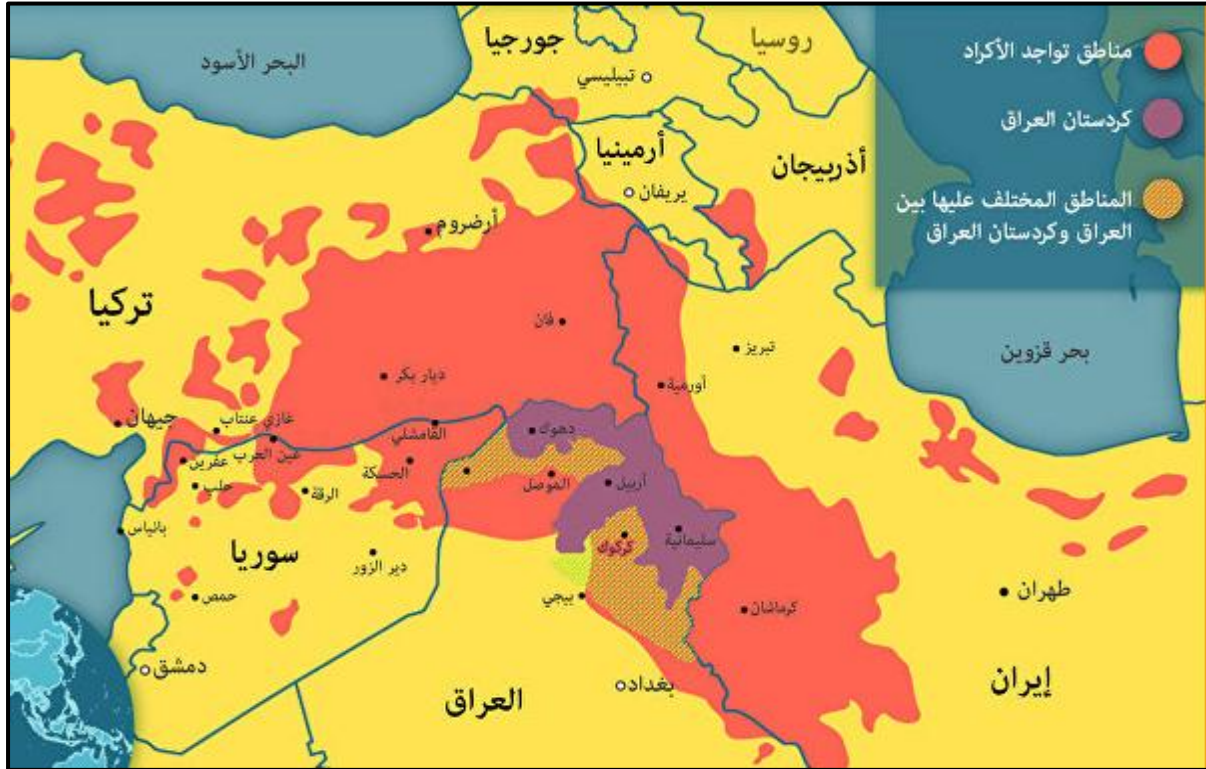 مناطق تواجد الأكراد
كردستان العراق
المناطق المختلف عليها بين
العراق وكردستان العراق
روسيا
جورجيا
تبيليسي
البحر الأسود
أرمينيا
يريفان
أذربيجان
أرضروم
تركيا
بحر قزوين
فان
تبريز
ديار بكر
أورمية
جيهان
غازي عنتاب
القامشلي
دهوك
عين العرب
عفرين
الحسكة
الموصل
أربيل
حلب
الرقة
بانياس
كركوك
سليمانية
سوريا
دير الزور
حمص
بيجي
كرماشان
طهران
دمشق
بغداد
العراق
إيران